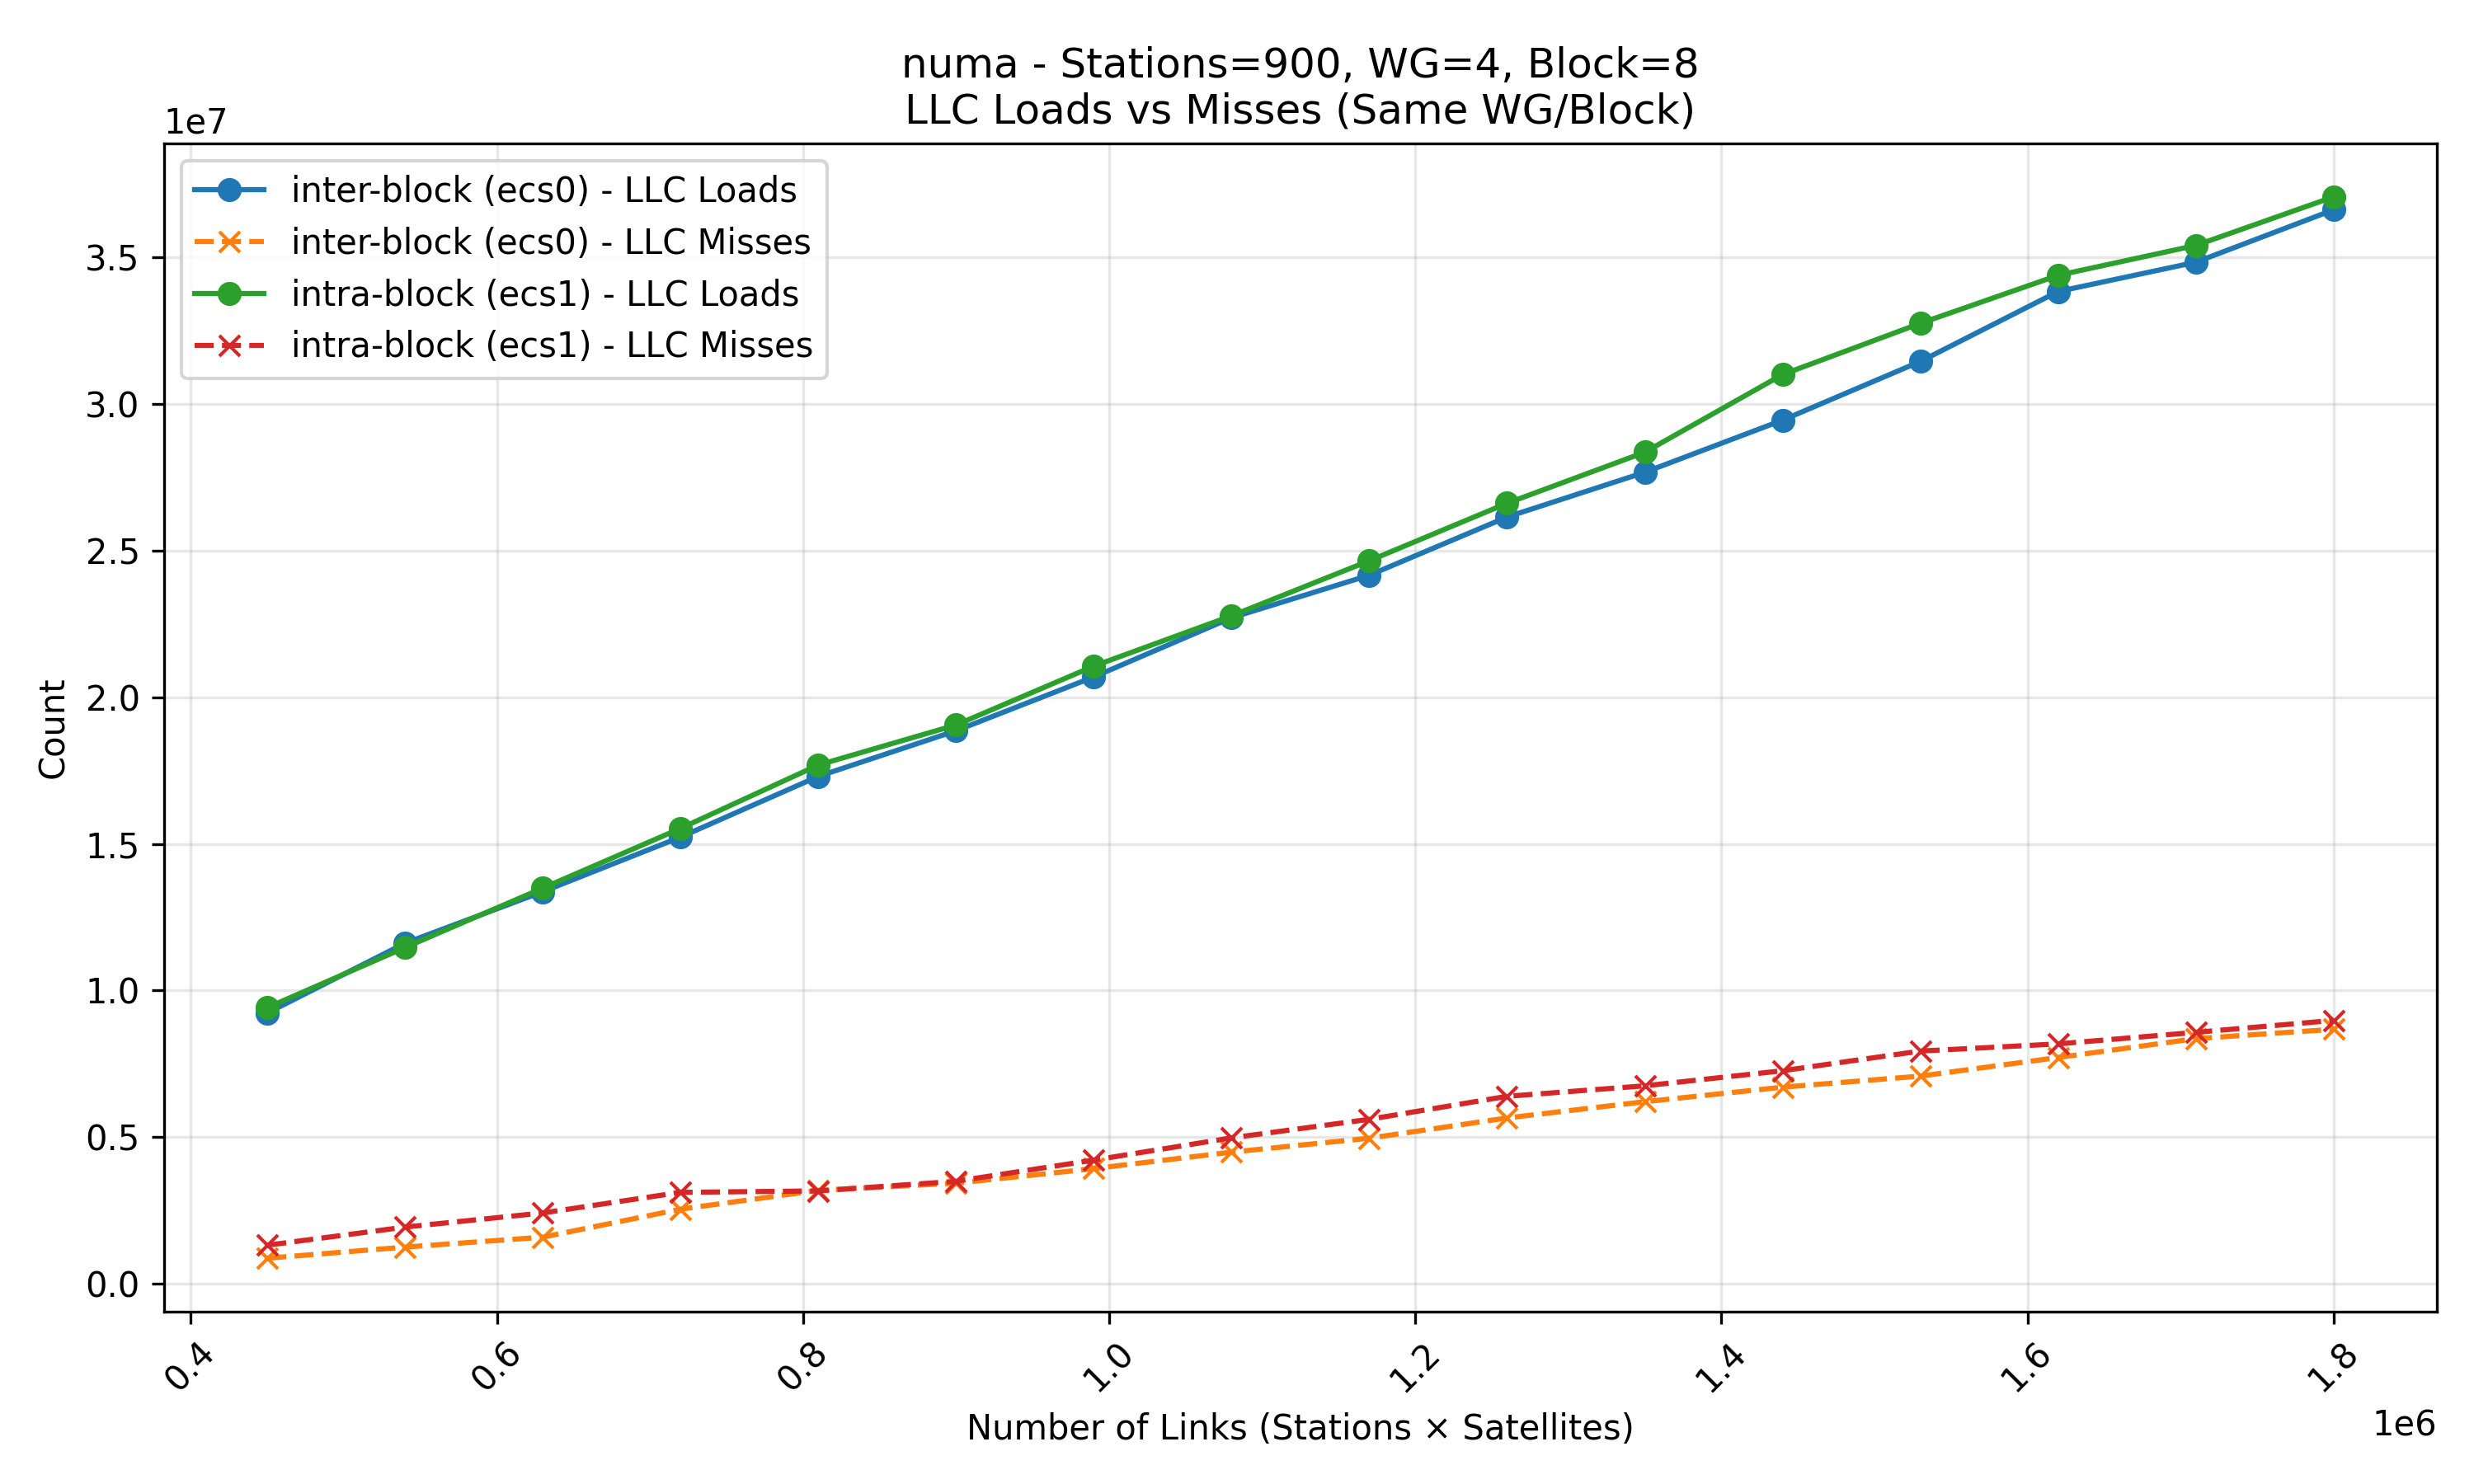 numa - Stations=900, WG=4, Block=8
LLC Loads vs Misses (Same WG/Block)
1e7
inter-block (ecs0) - LLC Loads
inter-block (ecs0) - LLC Misses
intra-block (ecs1) - LLC Loads
intra-block (ecs1) - LLC Misses
3.5
3.0
2.5
2.0
1.5
1.0
0.5
0.0
Count
0.4 0.6 0.8 1.0 1.2 1.4 1.6 1.8
Number of Links (Stations × Satellites)
1e6